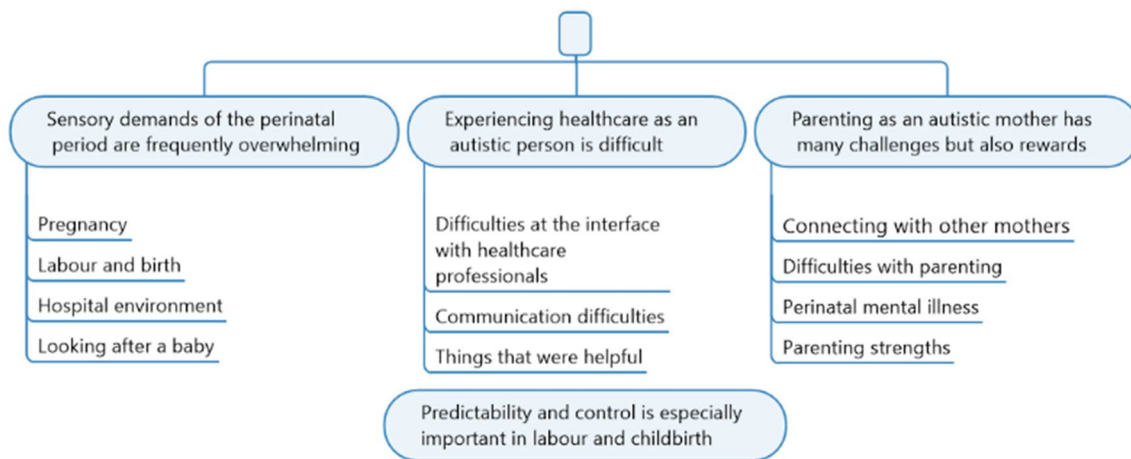 Sensory demands of the perinatal
period are frequently overwhelming
Pregnancy
Labour and birth
Hospital environment
Looking after a baby
Experiencing healthcare as an
autistic person is difficult
Difficulties at the interface
with healthcare
professionals
Communication difficulties
Things that were helpful
Parenting as an autistic mother has
many challenges but also rewards
Connecting with other mothers
Difficulties with parenting
Perinatal mental illness
Parenting strengths
Predictability and control is especially
important in labour and childbirth